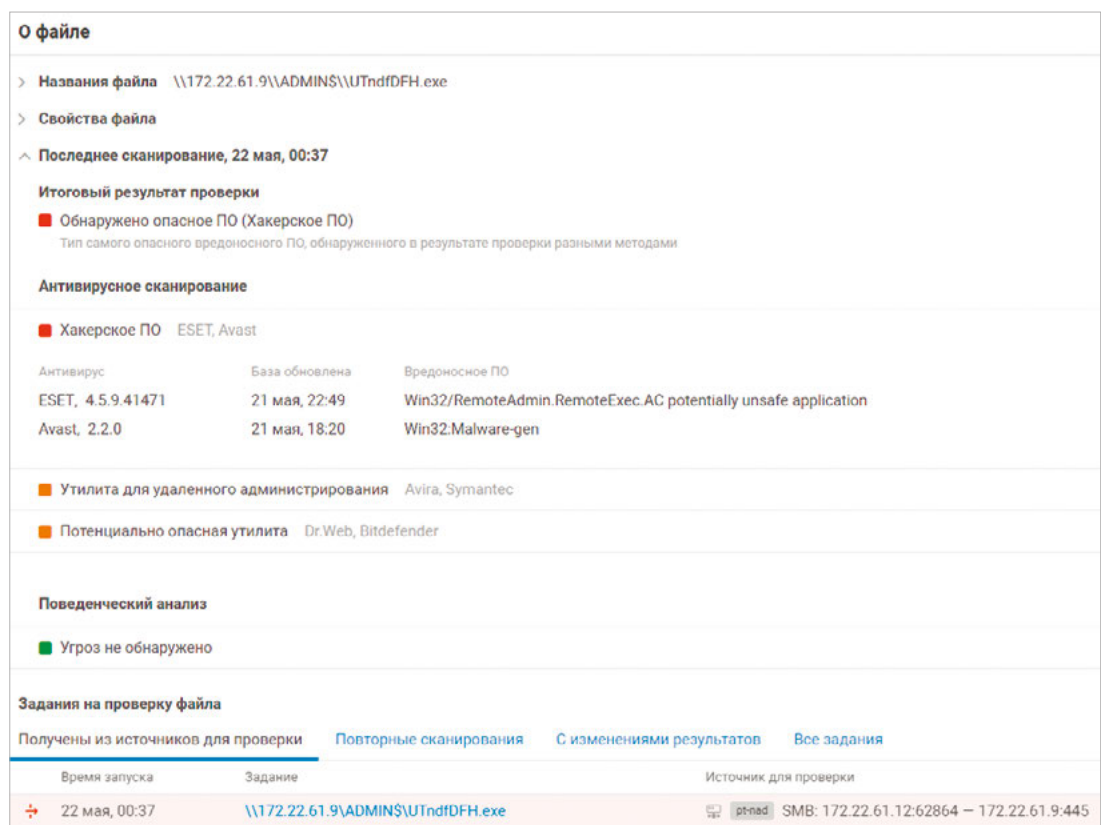 О файле
Названия файла \\172.22.61.9\\ADMIN$\\UTndfDFH.exe
Свойства файла
Последнее сканирование, 22 мая, 00:37
Итоговый результат проверки
Обнаружено опасное ПО (Хакерское ПО)
Тип самого опасного вредоносного ПО, обнаруженного в результате проверки разными методами
Антивирусное сканирование
Хакерское ПО ESET, Avast
Антивирус База обновлена Вредоносное ПО
ESET, 4.5.9.41471 21 мая, 22:49 Win32/RemoteAdmin.RemoteExec.AC potentially unsafe application
Avast, 2.2.0 21 мая, 18:20 Win32:Malware-gen
Утилита для удаленного администрирования Avira, Symantec
Потенциально опасная утилита Dr.Web, Bitdefender
Поведенческий анализ
Угроз не обнаружено
Задания на проверку файла
Получены из источников для проверки Повторные сканирования С изменениями результатов Все задания
Время запуска Задание Источник для проверки
22 мая, 00:37 \\172.22.61.9\ADMIN$\UTndfDFH.exe pt-nad SMB: 172.22.61.12:62864 — 172.22.61.9:445